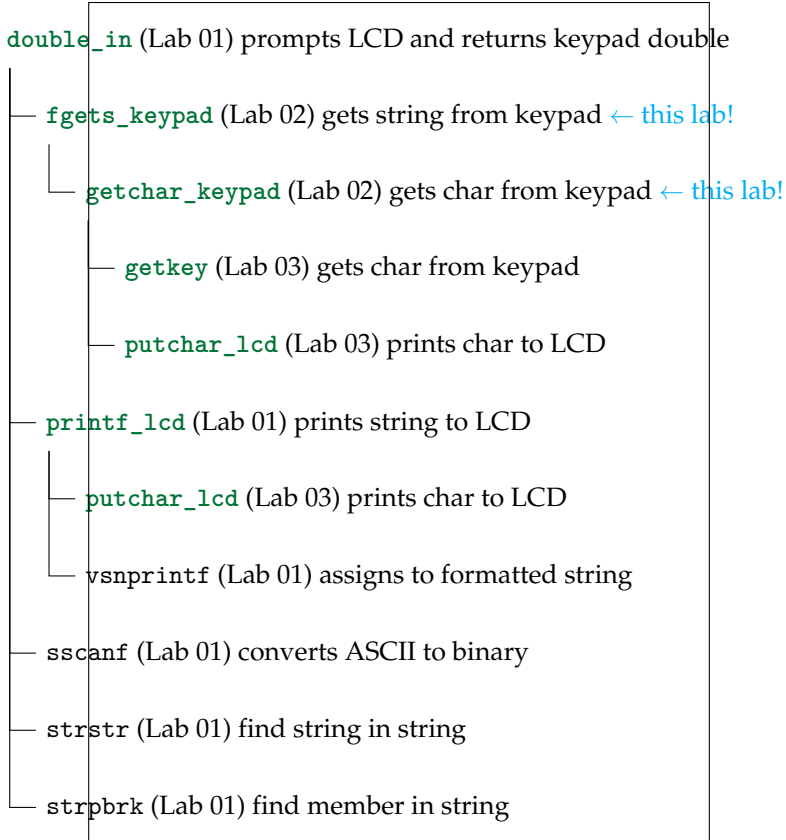 double_in (Lab 01) prompts LCD and returns keypad double
fgets_keypad (Lab 02) gets string from keypad ← this lab!
getchar_keypad (Lab 02) gets char from keypad ← this lab!
getkey (Lab 03) gets char from keypad
putchar_lcd (Lab 03) prints char to LCD
printf_lcd (Lab 01) prints string to LCD
putchar_lcd (Lab 03) prints char to LCD
vsnprintf (Lab 01) assigns to formatted string
sscanf (Lab 01) converts ASCII to binary
strstr (Lab 01) find string in string
strpbrk (Lab 01) find member in string